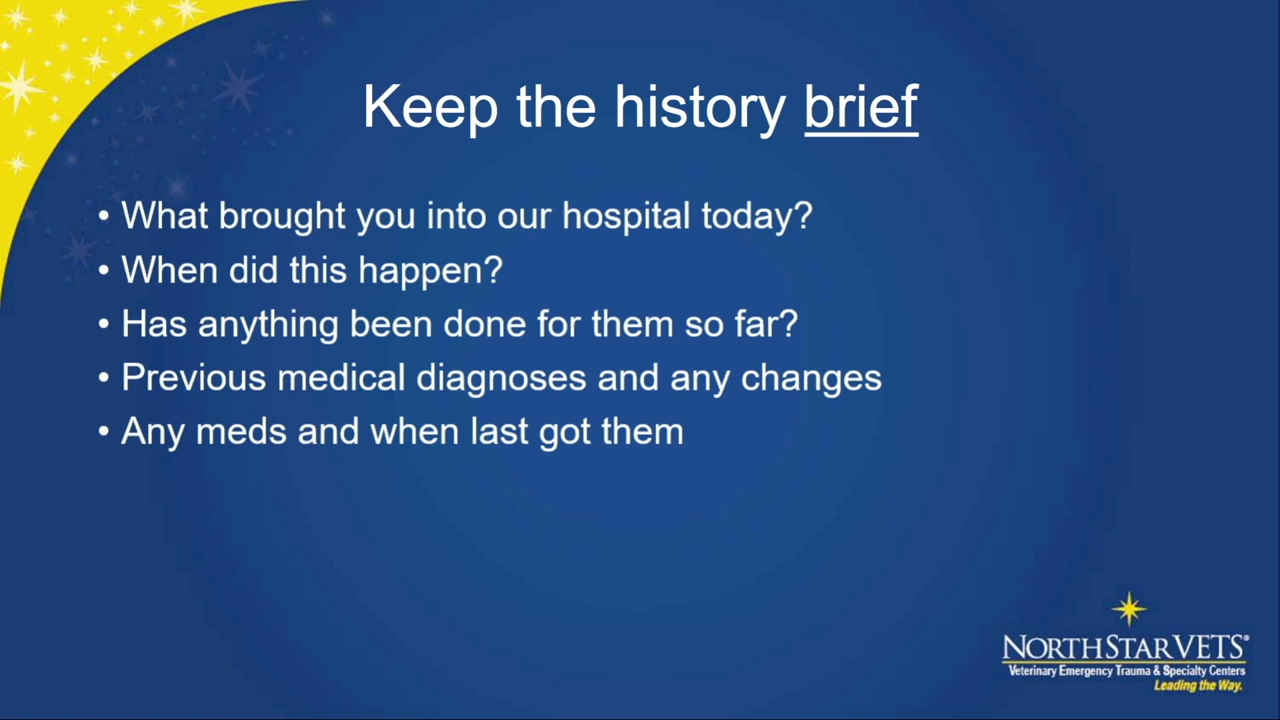 Keep the history brief
• What brought you into our hospital today?
• When did this happen?
• Has anything been done for them so far?
• Previous medical diagnoses and any changes
• Any meds and when last got them
NORTHSTAR VETS®
Veterinary Emergency Trauma & Specialty Centers
Leading the Way.